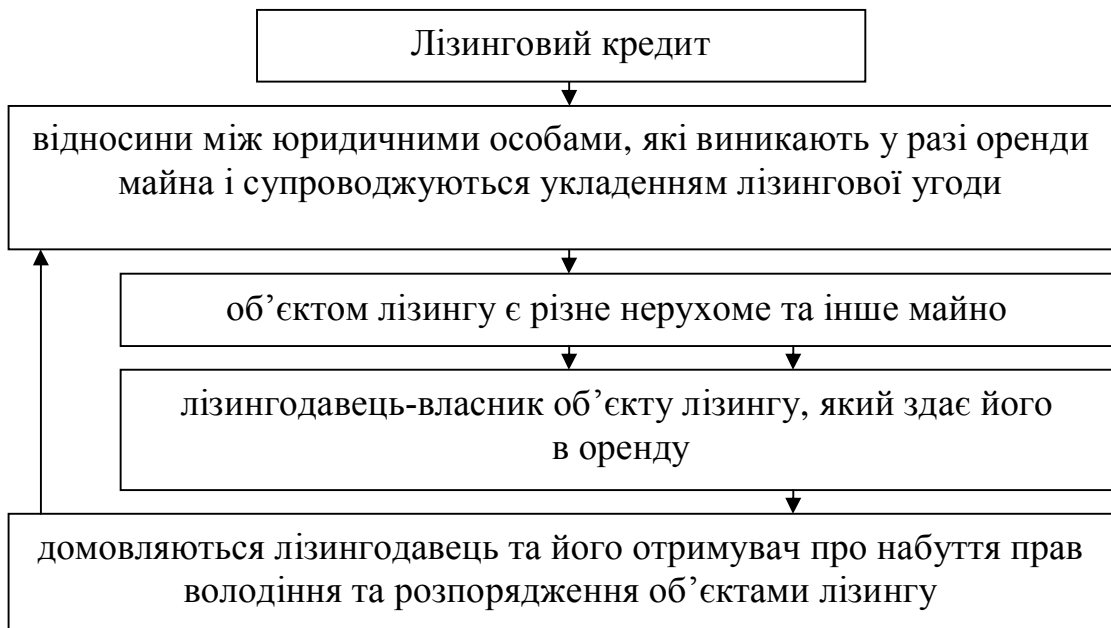 Лізинговий кредит
відносини між юридичними особами, які виникають у разі оренди
майна і супроводжуються укладенням лізингової угоди
об’єктом лізингу є різне нерухоме та інше майно
лізингодавець-власник об’єкту лізингу, який здає його
в оренду
домовляються лізингодавець та його отримувач про набуття прав
володіння та розпорядження об’єктами лізингу